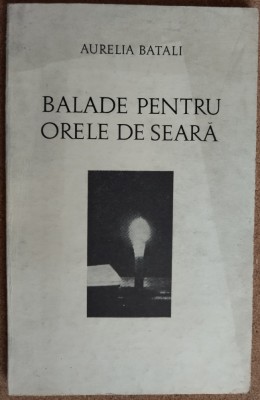 AURELIA BATALI
BALADE PENTRU
ORELE DE SEARĂ